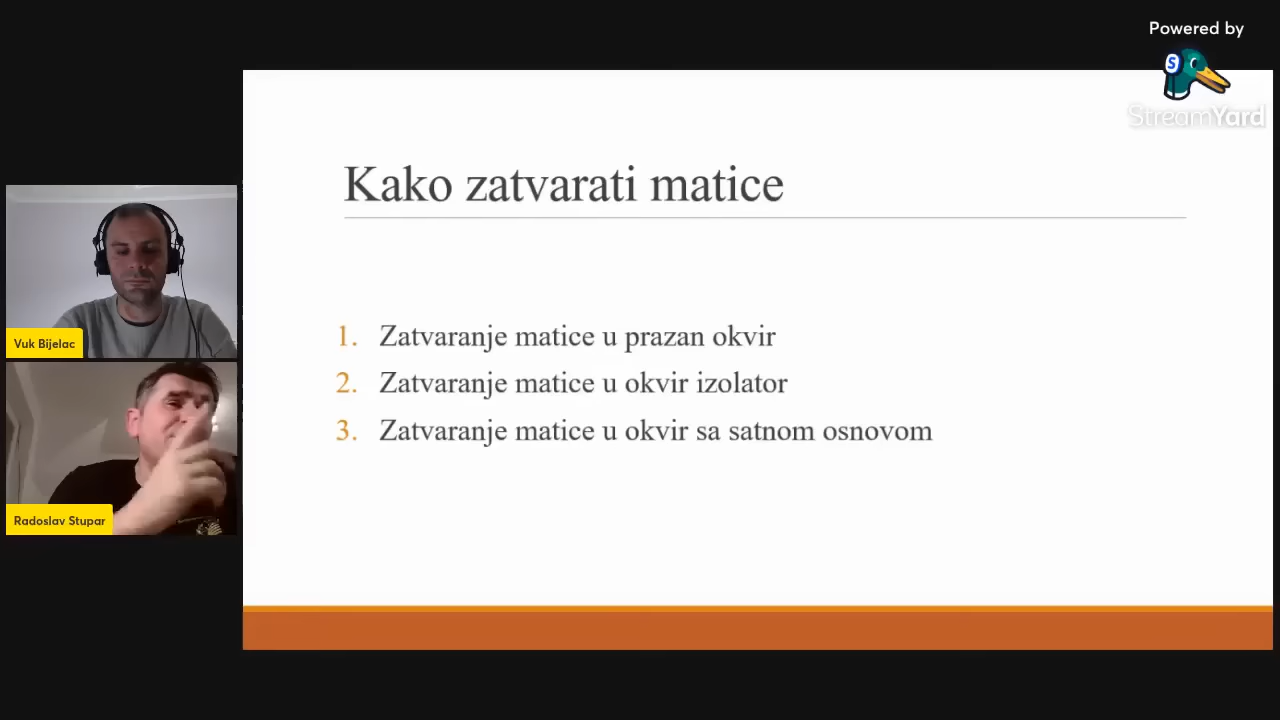 Powered by
StreamYard
Kako zatvarati matice
1. Zatvaranje matice u prazan okvir
2. Zatvaranje matice u okvir izolator
3. Zatvaranje matice u okvir sa satnom osnovom
Vuk Bijelac
Radoslav Stupar